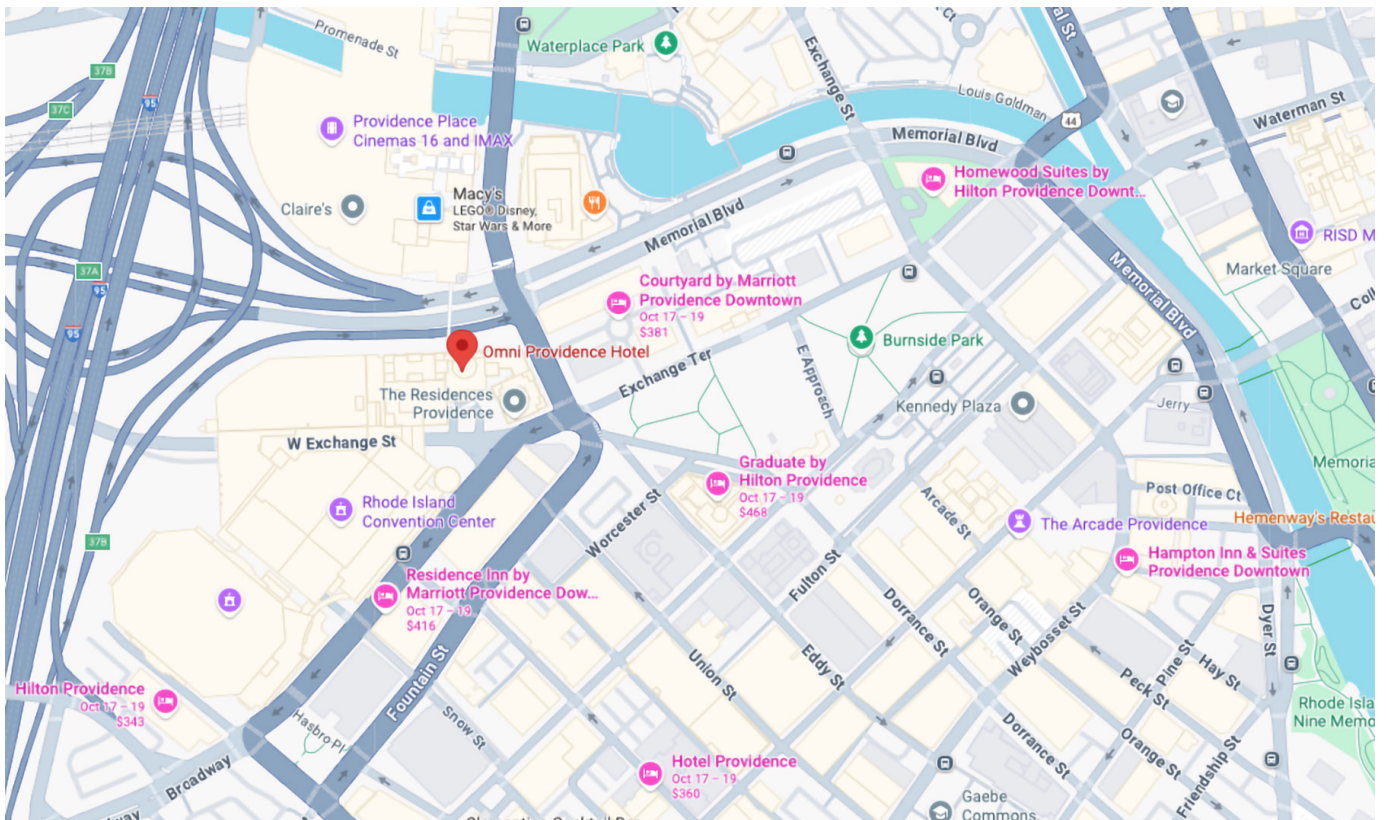 Promenade St
Waterplace Park
Exchange St
al St
Ct
37B
37C
95
Louis Goldman
44
Waterman St
Providence Place
Cinemas 16 and IMAX
Memorial Blvd
Homewood Suites by
Hilton Providence Downt...
Macy's
LEGO® Disney,
Star Wars & More
Claire's
Memorial Blvd
RISD M
Market Square
37A
95
Memorial Blvd
Coll
Courtyard by Marriott
Providence Downtown
Oct 17 – 19
$381
95
Omni Providence Hotel
Burnside Park
Exchange Ter
E Approach
The Residences
Providence
Kennedy Plaza
Jerry
W Exchange St
Memoria
Graduate by
Hilton Providence
Oct 17 – 19
$468
Post Office Ct
Rhode Island
Convention Center
Worcester St
Arcade St
The Arcade Providence
Hemenway's Restau
37B
Hampton Inn & Suites
Providence Downtown
Residence Inn by
Marriott Providence Dow...
Oct 17 – 19
$416
Fulton St
Dorrance St
Orange St
Weybosset St
Dyer St
Union St
Eddy St
Pine St
Hay St
Peck St
Fountain St
Hilton Providence
Oct 17 – 19
$343
Hasbro Pl
Snow St
Dorrance St
Orange St
Friendship St
Rhode Isla
Nine Memo
Broadway
Hotel Providence
Oct 17 – 19
$360
Gaebe
Commons
way